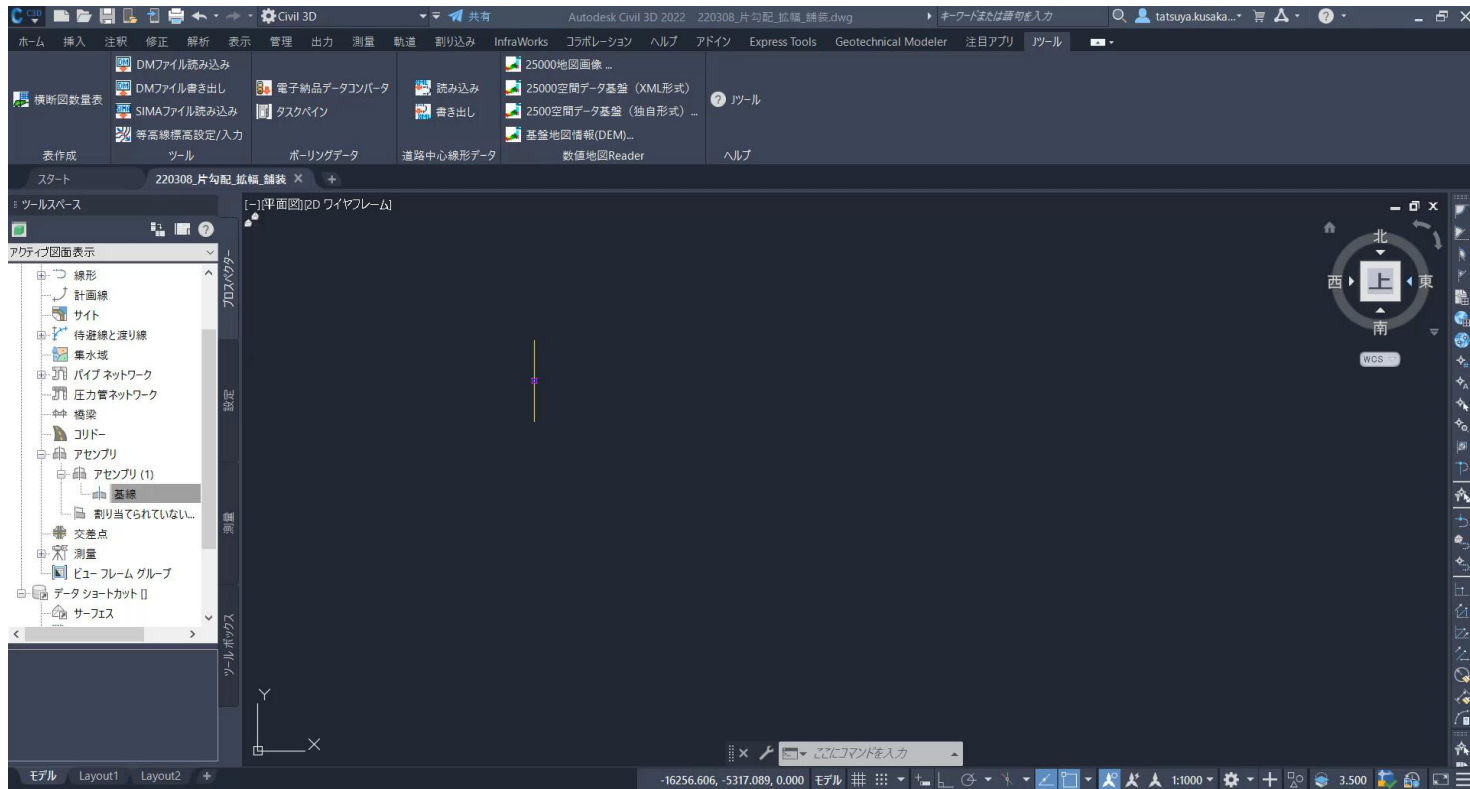 C3D Civil 3D 共有 Autodesk Civil 3D 2022 220308_片勾配_拡幅_舗装.dwg キーワードまたは語句を入力 tatsuya.kusaka...
ホーム 挿入 注釈 修正 解析 表示 管理 出力 測量 軌道 割り込み InfraWorks コラボレーション ヘルプ アドイン Express Tools Geotechnical Modeler 注目アプリ Jツール
DMファイル読み込み 25000地図画像 ...
横断図数量表 DMファイル書き出し 電子納品データコンバータ 読み込み 25000空間データ基盤（XML形式） Jツール
SIMAファイル読み込み タスクペイン 書き出し 2500空間データ基盤（独自形式）...
等高線標高設定/入力 基盤地図情報(DEM)...
表作成 ツール ボーリングデータ 道路中心線形データ 数値地図Reader ヘルプ
スタート 220308_片勾配_拡幅_舗装
ツールスペース
アクティブ図面表示
線形
計画線
サイト
待避線と渡り線
集水域
パイプ ネットワーク
圧力管ネットワーク
橋梁
コリドー
アセンブリ
アセンブリ (1)
基線
割り当てられていない...
交差点
測量
ビュー フレーム グループ
データ ショートカット []
サーフェス
プロスペクター
設定
測量
ツールボックス
[−][平面図][2D ワイヤフレーム]
北
西 上 東
南
WCS
Y
X
ここにコマンドを入力
モデル Layout1 Layout2 +
-16256.606, -5317.089, 0.000 モデル 1:1000 3.500